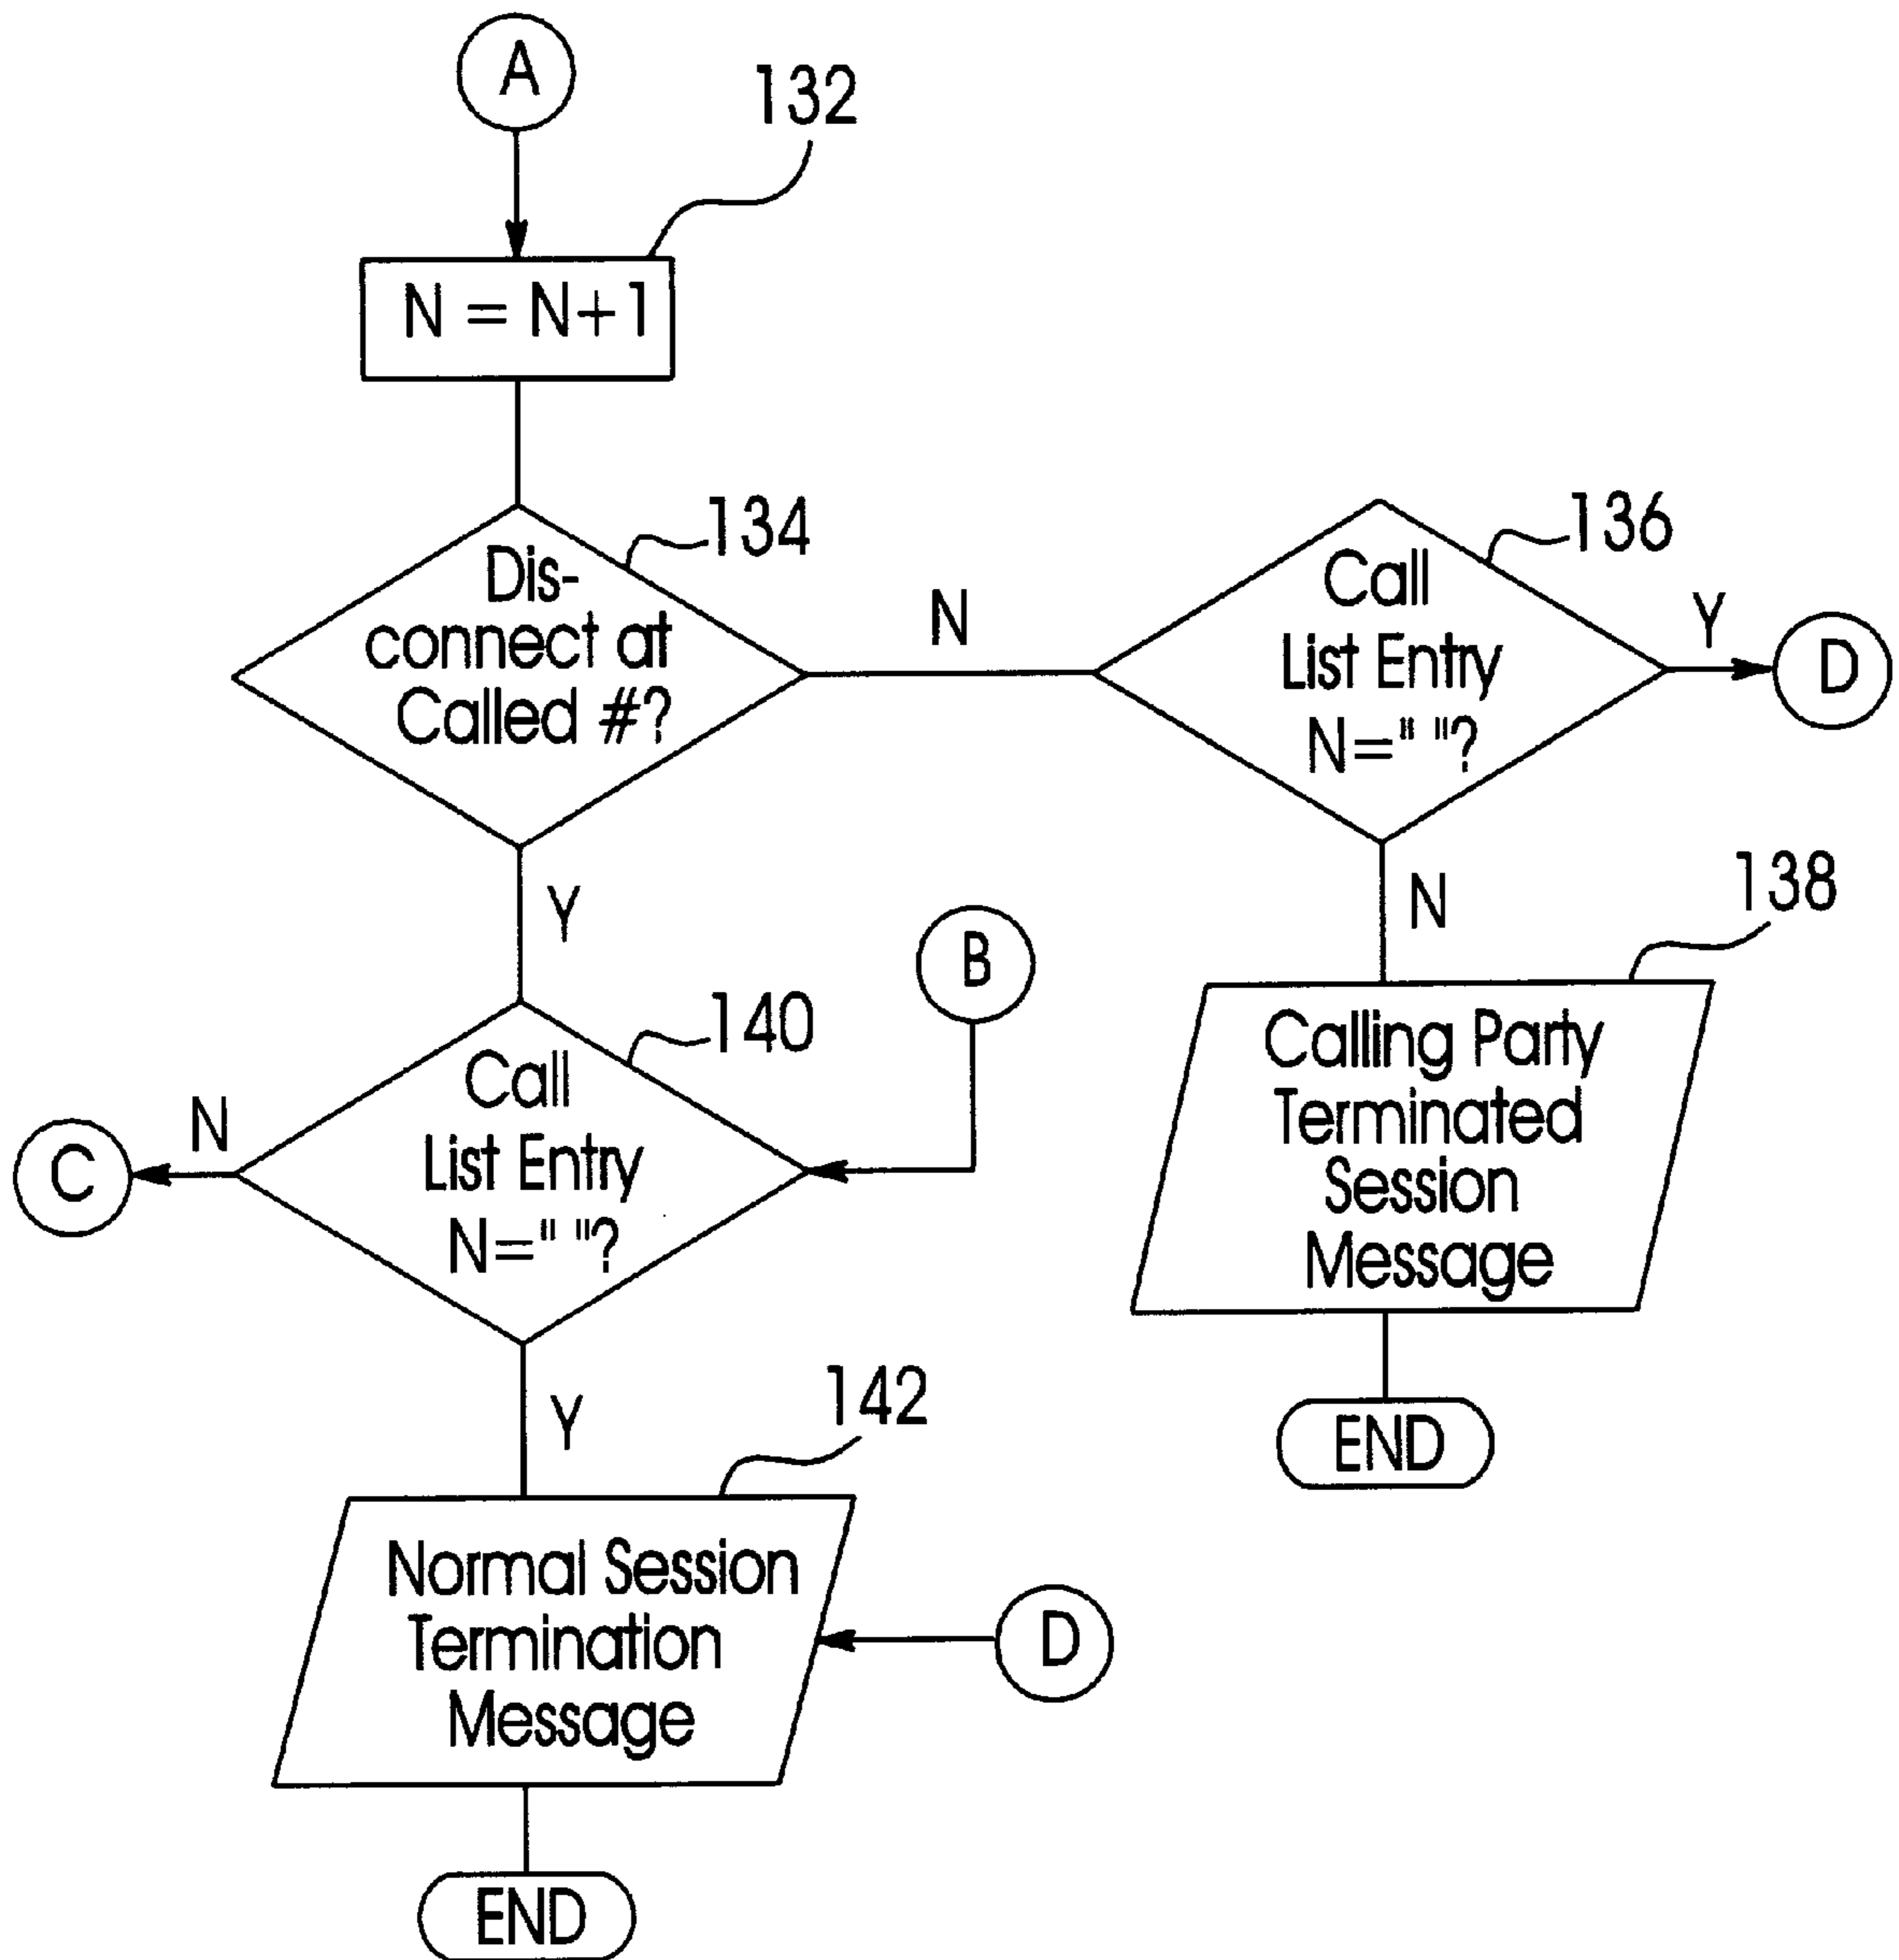 A
132
N = N+1
134
Dis-
connect at
Called #?
N
136
Call
List Entry
N=" "?
Y
D
Y
N
138
Calling Party
Terminated
Session
Message
END
B
140
Call
List Entry
N=" "?
N
C
Y
142
Normal Session
Termination
Message
D
END